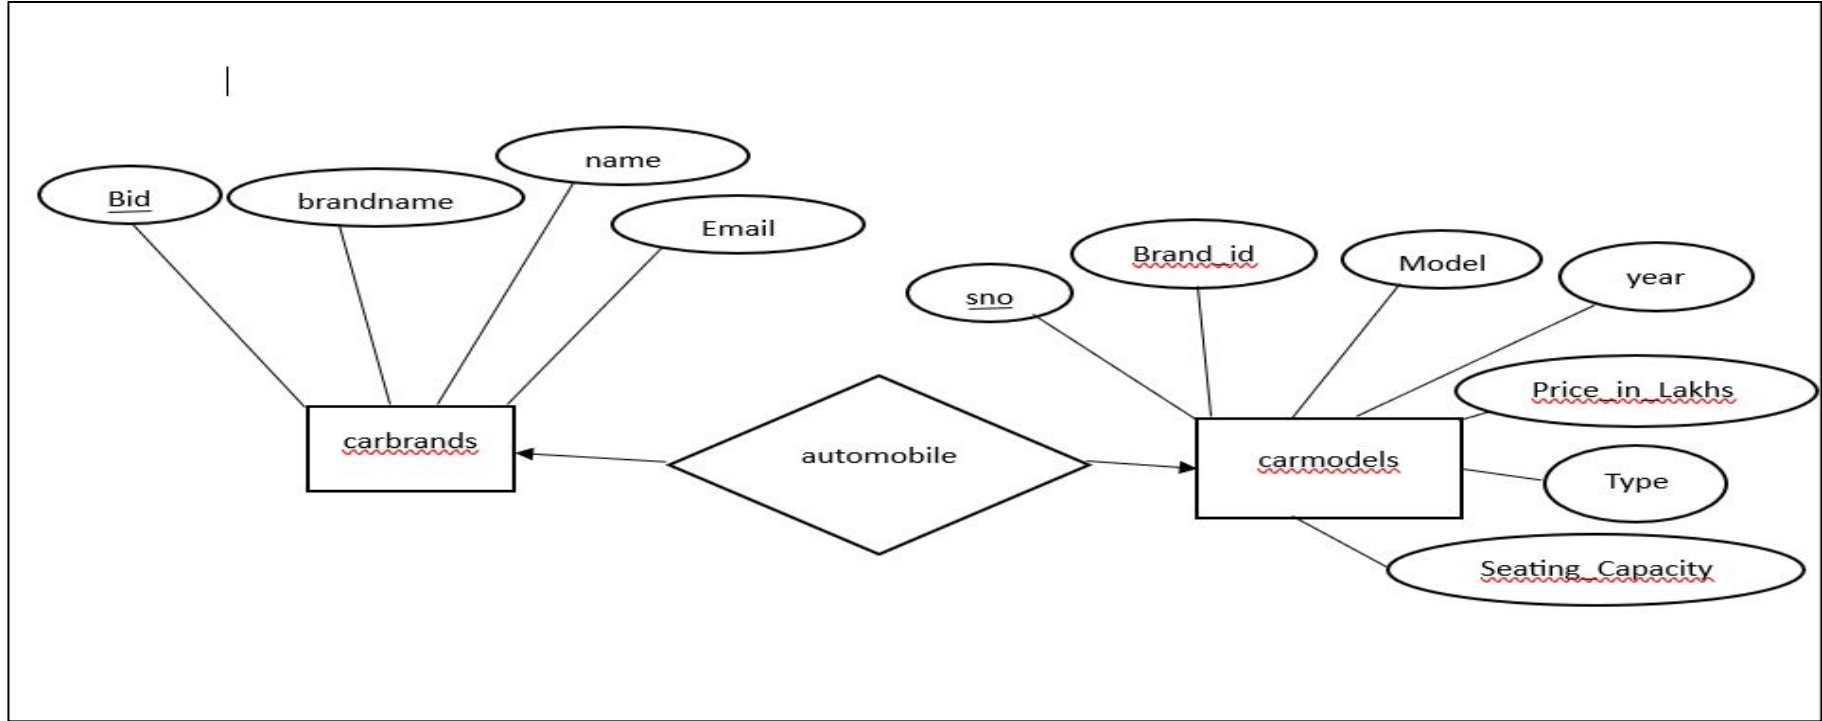 name
Bid
brandname
Email
Brand_id
Model
year
sno
Price_in_Lakhs
carbrands
automobile
carmodels
Type
Seating_Capacity